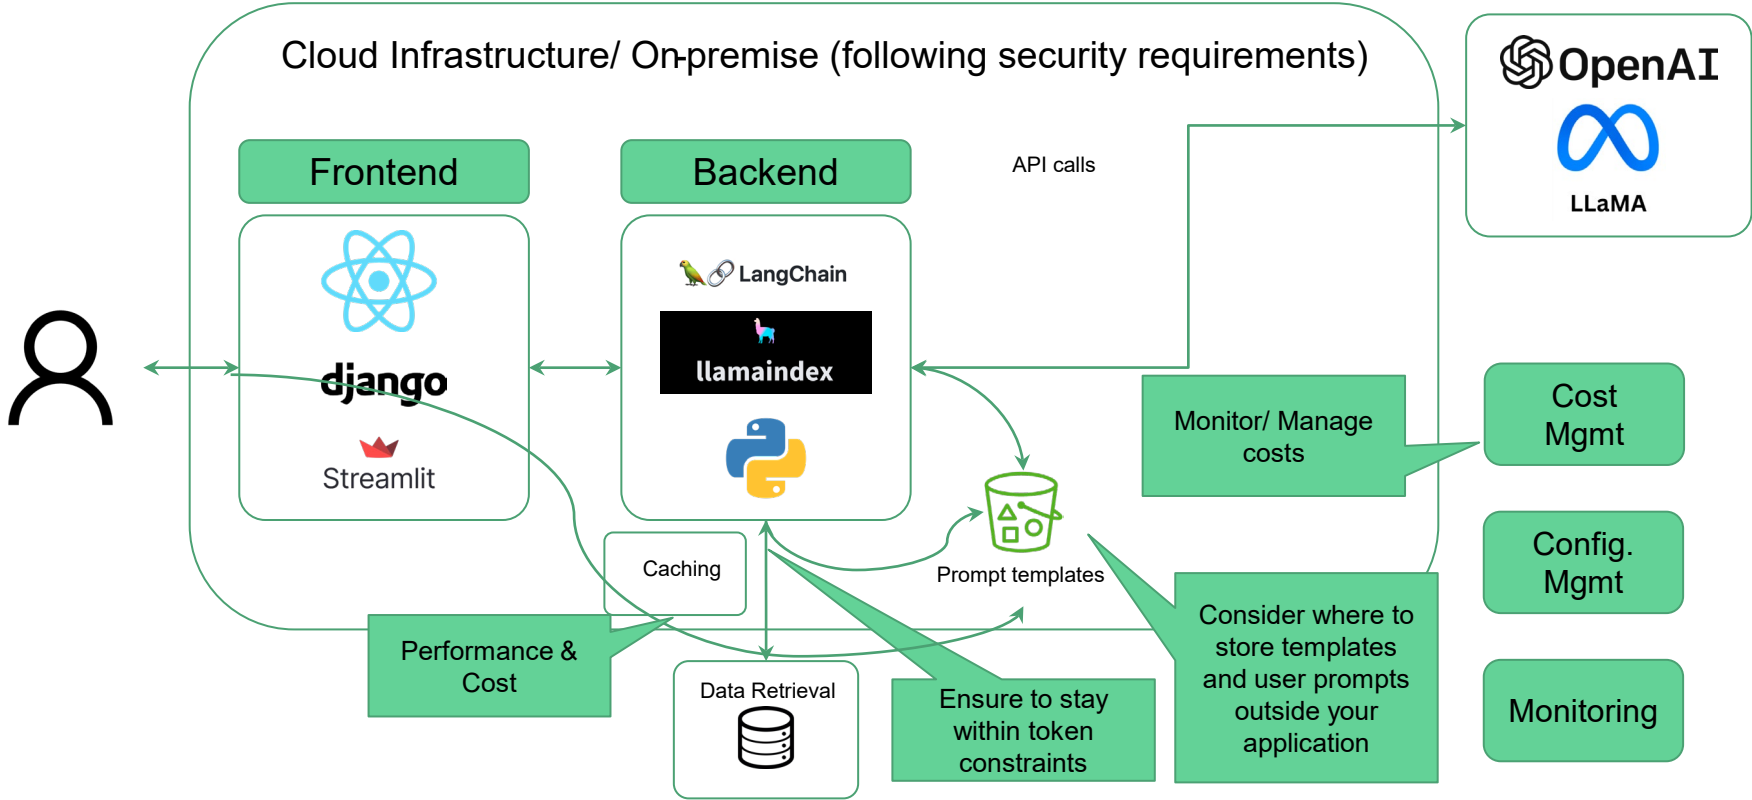 Cloud Infrastructure/ On-premise (following security requirements)
OpenAI
LLaMA
Frontend
Backend
API calls
LangChain
llamaindex
django
Streamlit
Monitor/ Manage
costs
Cost
Mgmt
Config.
Mgmt
Monitoring
Caching
Prompt templates
Performance &
Cost
Data Retrieval
Ensure to stay
within token
constraints
Consider where to
store templates
and user prompts
outside your
application